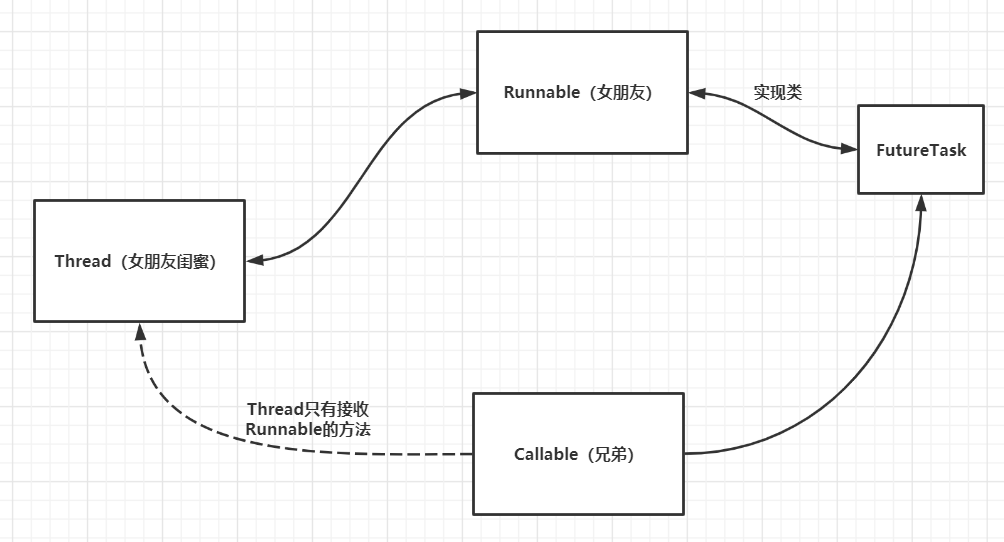 Runnable（女朋友）
实现类
FutureTask
Thread（女朋友闺蜜）
Thread只有接收
Runnable的方法
Callable（兄弟）